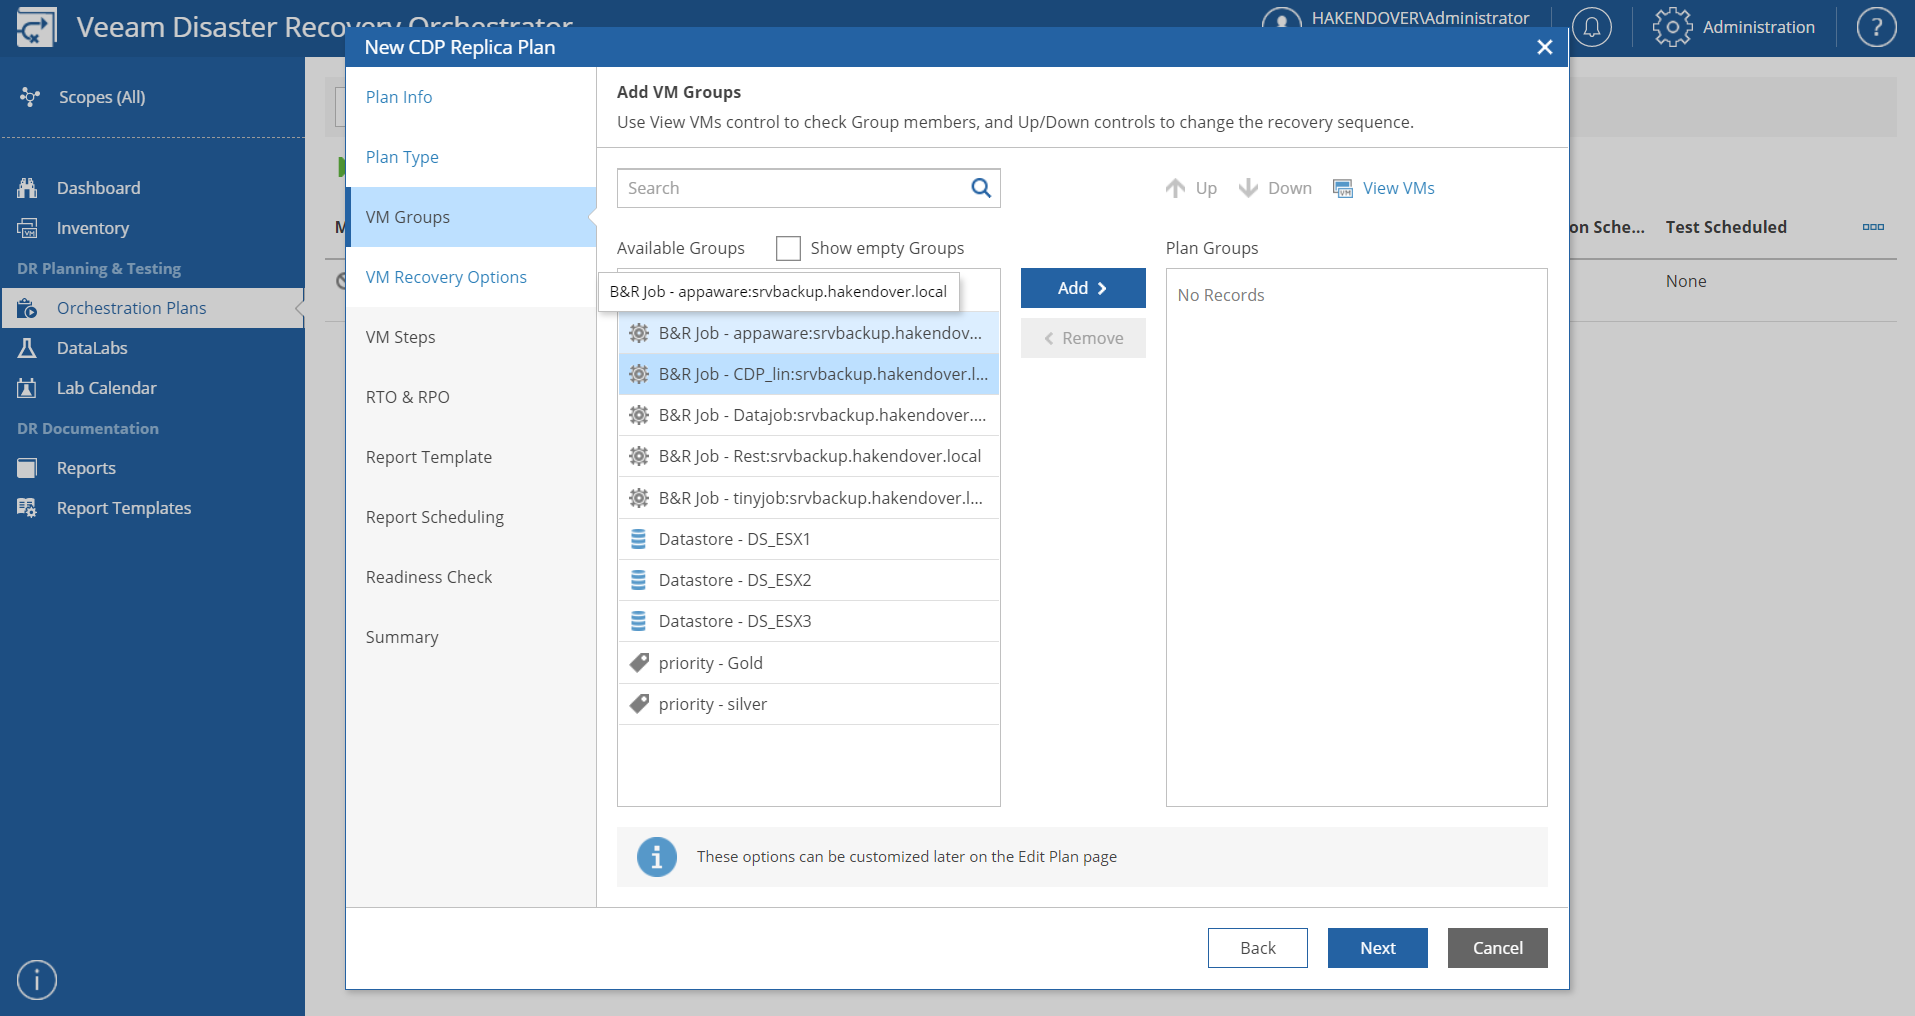 Veeam Disaster Recovery Orchestrator
HAKENDOVER\Administrator
Administration
?
Scopes (All)
Dashboard
Inventory
DR Planning & Testing
Orchestration Plans
DataLabs
Lab Calendar
DR Documentation
Reports
Report Templates
i
New CDP Replica Plan
Plan Info
Plan Type
VM Groups
VM Recovery Options
VM Steps
RTO & RPO
Report Template
Report Scheduling
Readiness Check
Summary
Add VM Groups
Use View VMs control to check Group members, and Up/Down controls to change the recovery sequence.
Search
Up
Down
View VMs
Available Groups
Show empty Groups
Plan Groups
B&R Job - appaware:srvbackup.hakendover.local
B&R Job - appaware:srvbackup.hakendov...
B&R Job - CDP_lin:srvbackup.hakendover.l...
B&R Job - Datajob:srvbackup.hakendover....
B&R Job - Rest:srvbackup.hakendover.local
B&R Job - tinyjob:srvbackup.hakendover.l...
Datastore - DS_ESX1
Datastore - DS_ESX2
Datastore - DS_ESX3
priority - Gold
priority - silver
Add
Remove
No Records
i
These options can be customized later on the Edit Plan page
Back
Next
Cancel
M
on Sche...
Test Scheduled
None